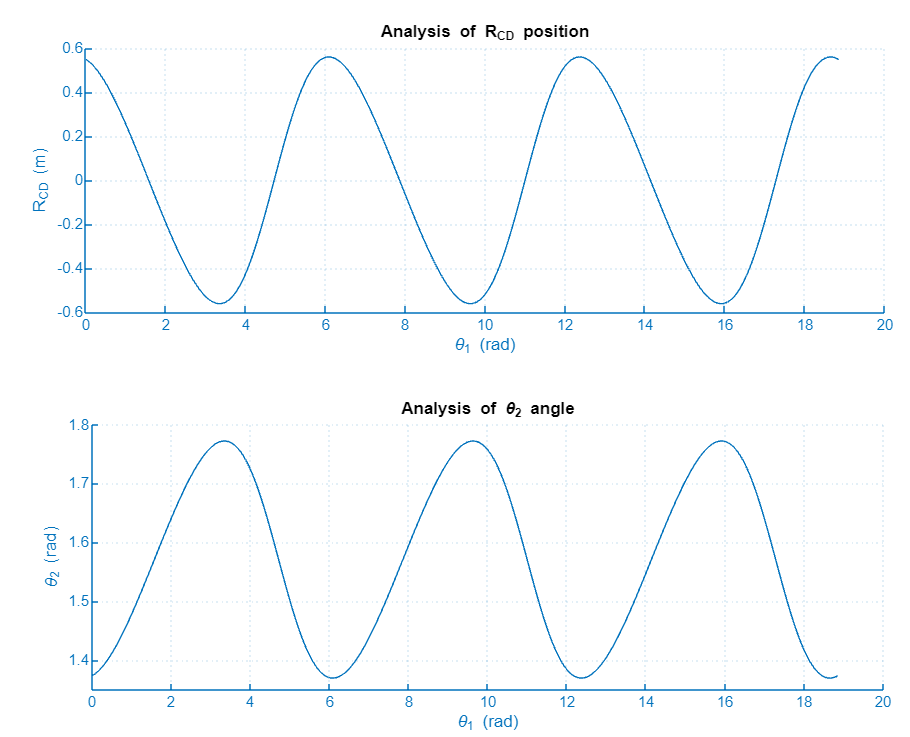 Analysis of R_CD position
0.6
0.4
0.2
0
-0.2
-0.4
-0.6
R_CD (m)
0 2 4 6 8 10 12 14 16 18 20
θ₁ (rad)
Analysis of θ₂ angle
1.8
1.7
1.6
1.5
1.4
θ₂ (rad)
0 2 4 6 8 10 12 14 16 18 20
θ₁ (rad)